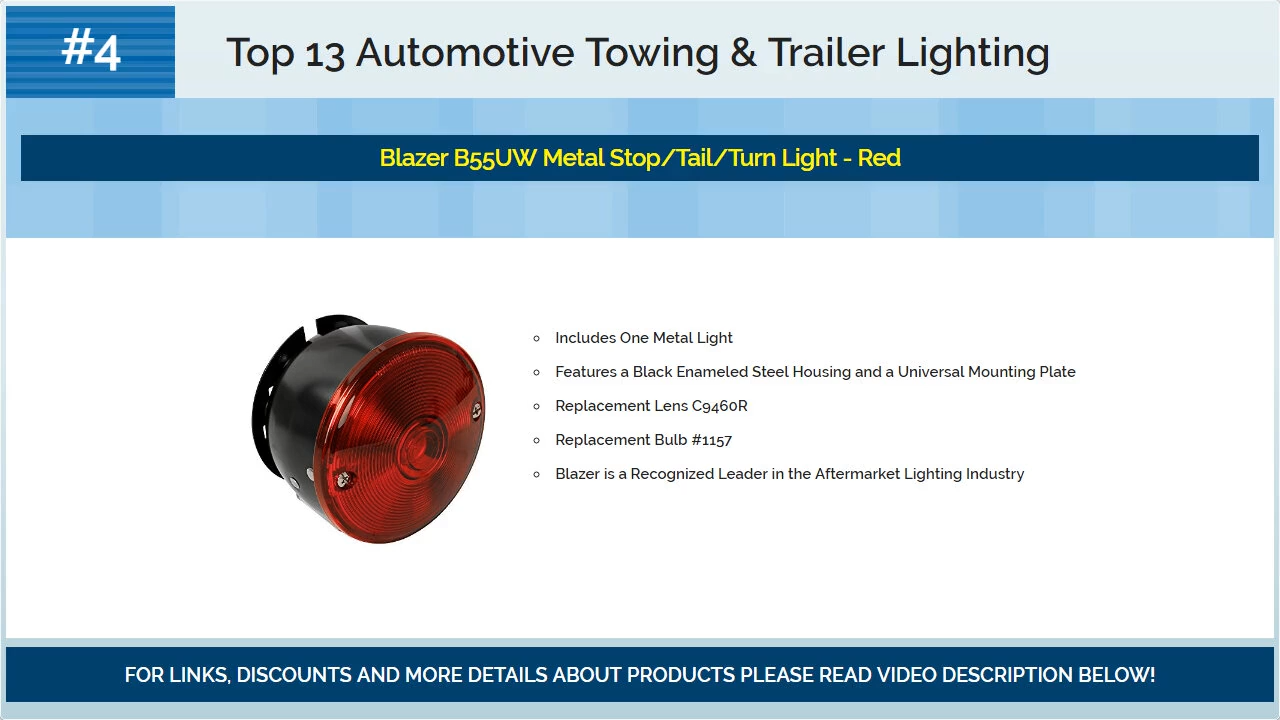 #4
Top 13 Automotive Towing & Trailer Lighting
Blazer B55UW Metal Stop/Tail/Turn Light - Red
Includes One Metal Light
Features a Black Enameled Steel Housing and a Universal Mounting Plate
Replacement Lens C9460R
Replacement Bulb #1157
Blazer is a Recognized Leader in the Aftermarket Lighting Industry
FOR LINKS, DISCOUNTS AND MORE DETAILS ABOUT PRODUCTS PLEASE READ VIDEO DESCRIPTION BELOW!